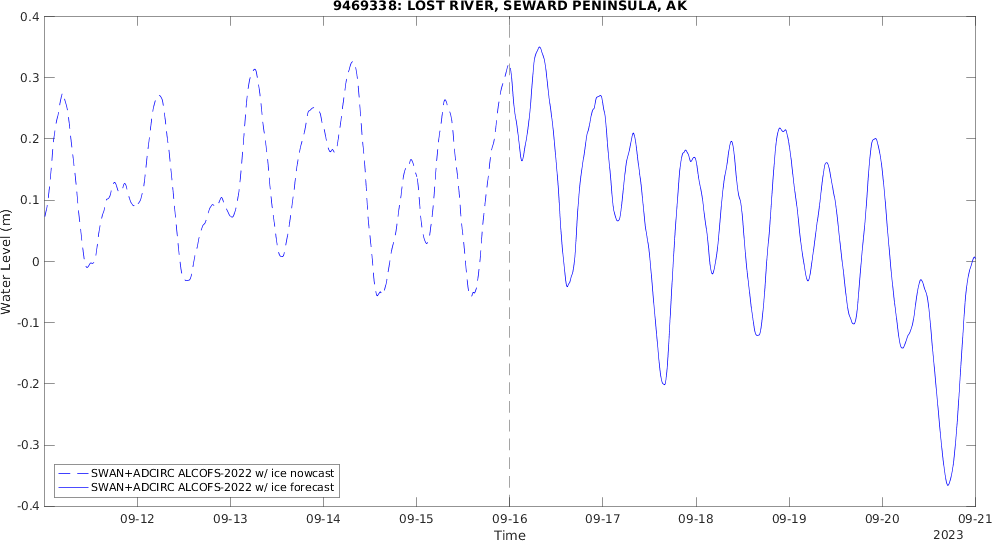 9469338: LOST RIVER, SEWARD PENINSULA, AK
0.4
0.3
0.2
0.1
0
-0.1
-0.2
-0.3
-0.4
Water Level (m)
SWAN+ADCIRC ALCOFS-2022 w/ ice nowcast
SWAN+ADCIRC ALCOFS-2022 w/ ice forecast
09-12 09-13 09-14 09-15 09-16 09-17 09-18 09-19 09-20 09-21
Time
2023